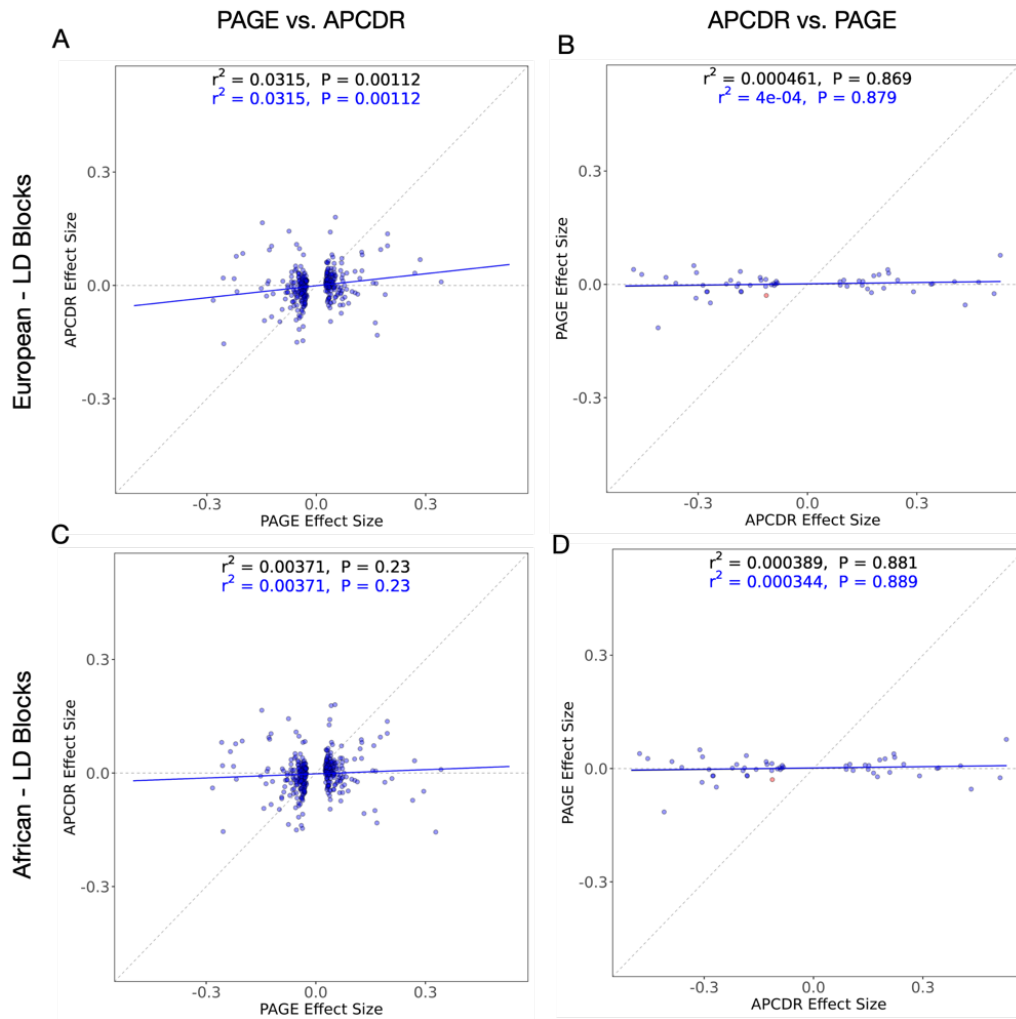 PAGE vs. APCDR
APCDR vs. PAGE
European - LD Blocks
African - LD Blocks
A
r² = 0.0315, P = 0.00112
r² = 0.0315, P = 0.00112
APCDR Effect Size
0.3
0.0
-0.3
-0.3
0.0
0.3
PAGE Effect Size
B
r² = 0.000461, P = 0.869
r² = 4e-04, P = 0.879
PAGE Effect Size
0.3
0.0
-0.3
-0.3
0.0
0.3
APCDR Effect Size
C
r² = 0.00371, P = 0.23
r² = 0.00371, P = 0.23
APCDR Effect Size
0.3
0.0
-0.3
-0.3
0.0
0.3
PAGE Effect Size
D
r² = 0.000389, P = 0.881
r² = 0.000344, P = 0.889
PAGE Effect Size
0.3
0.0
-0.3
-0.3
0.0
0.3
APCDR Effect Size